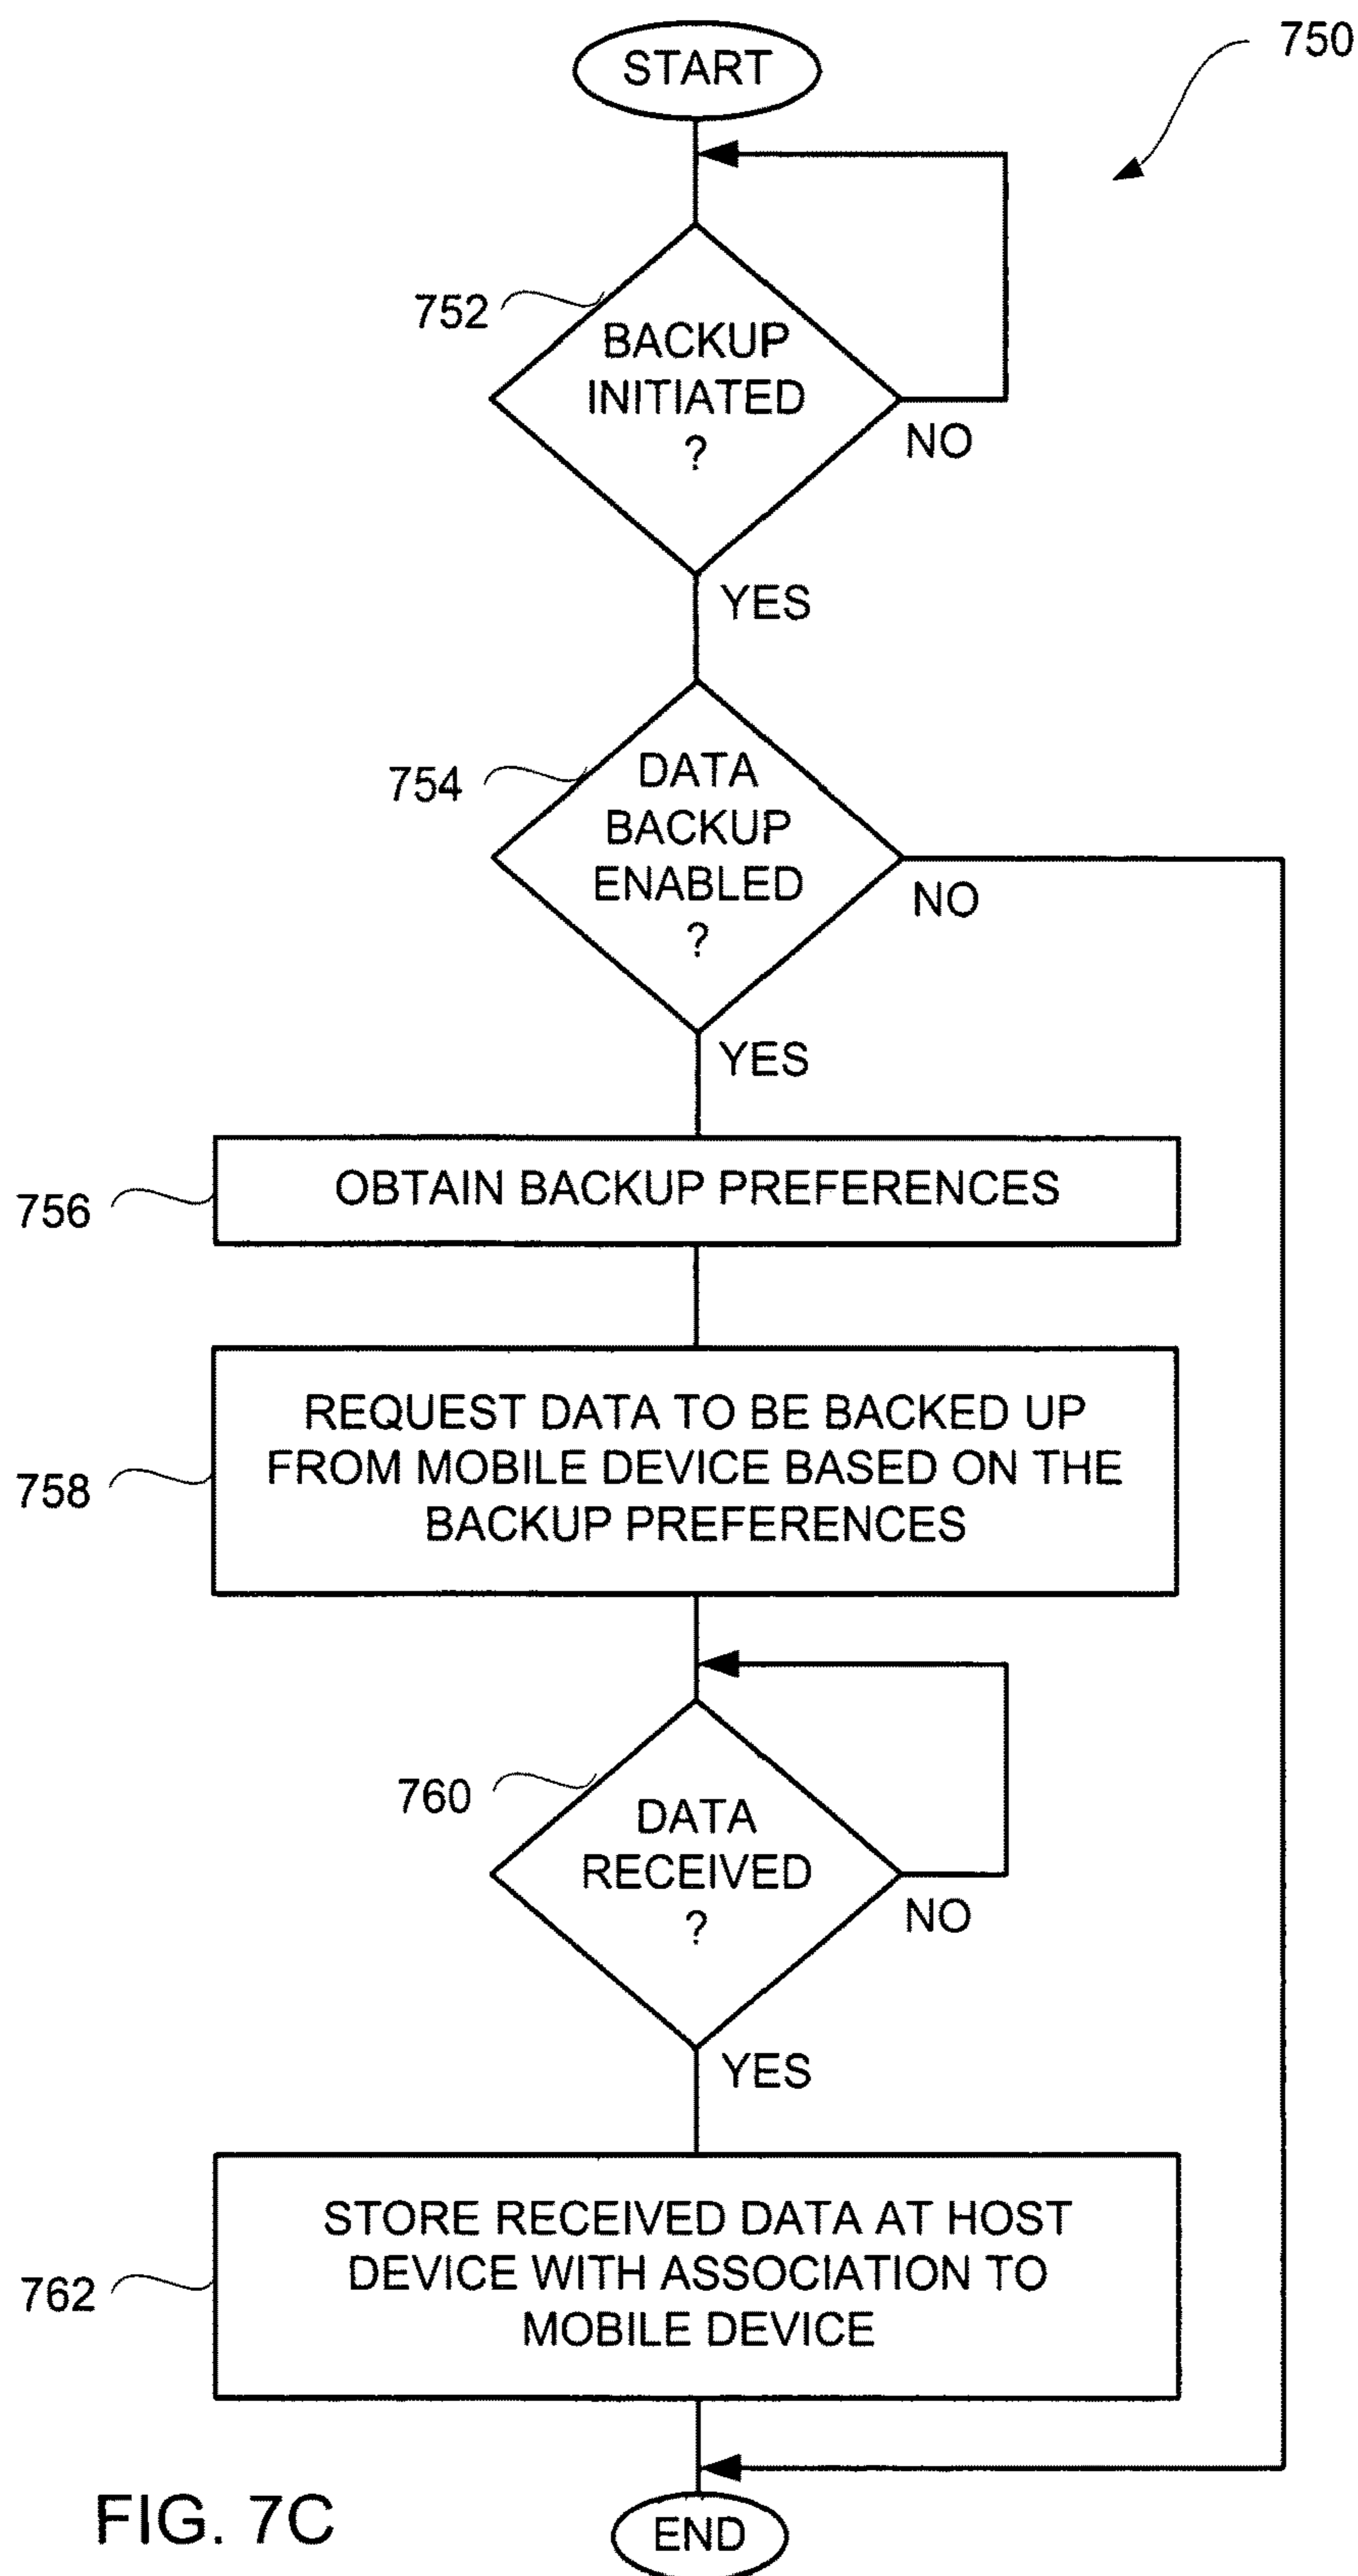 START
750
752
BACKUP
INITIATED
?
NO
YES
754
DATA
BACKUP
ENABLED
?
NO
YES
756
OBTAIN BACKUP PREFERENCES
758
REQUEST DATA TO BE BACKED UP
FROM MOBILE DEVICE BASED ON THE
BACKUP PREFERENCES
760
DATA
RECEIVED
?
NO
YES
762
STORE RECEIVED DATA AT HOST
DEVICE WITH ASSOCIATION TO
MOBILE DEVICE
FIG. 7C
END